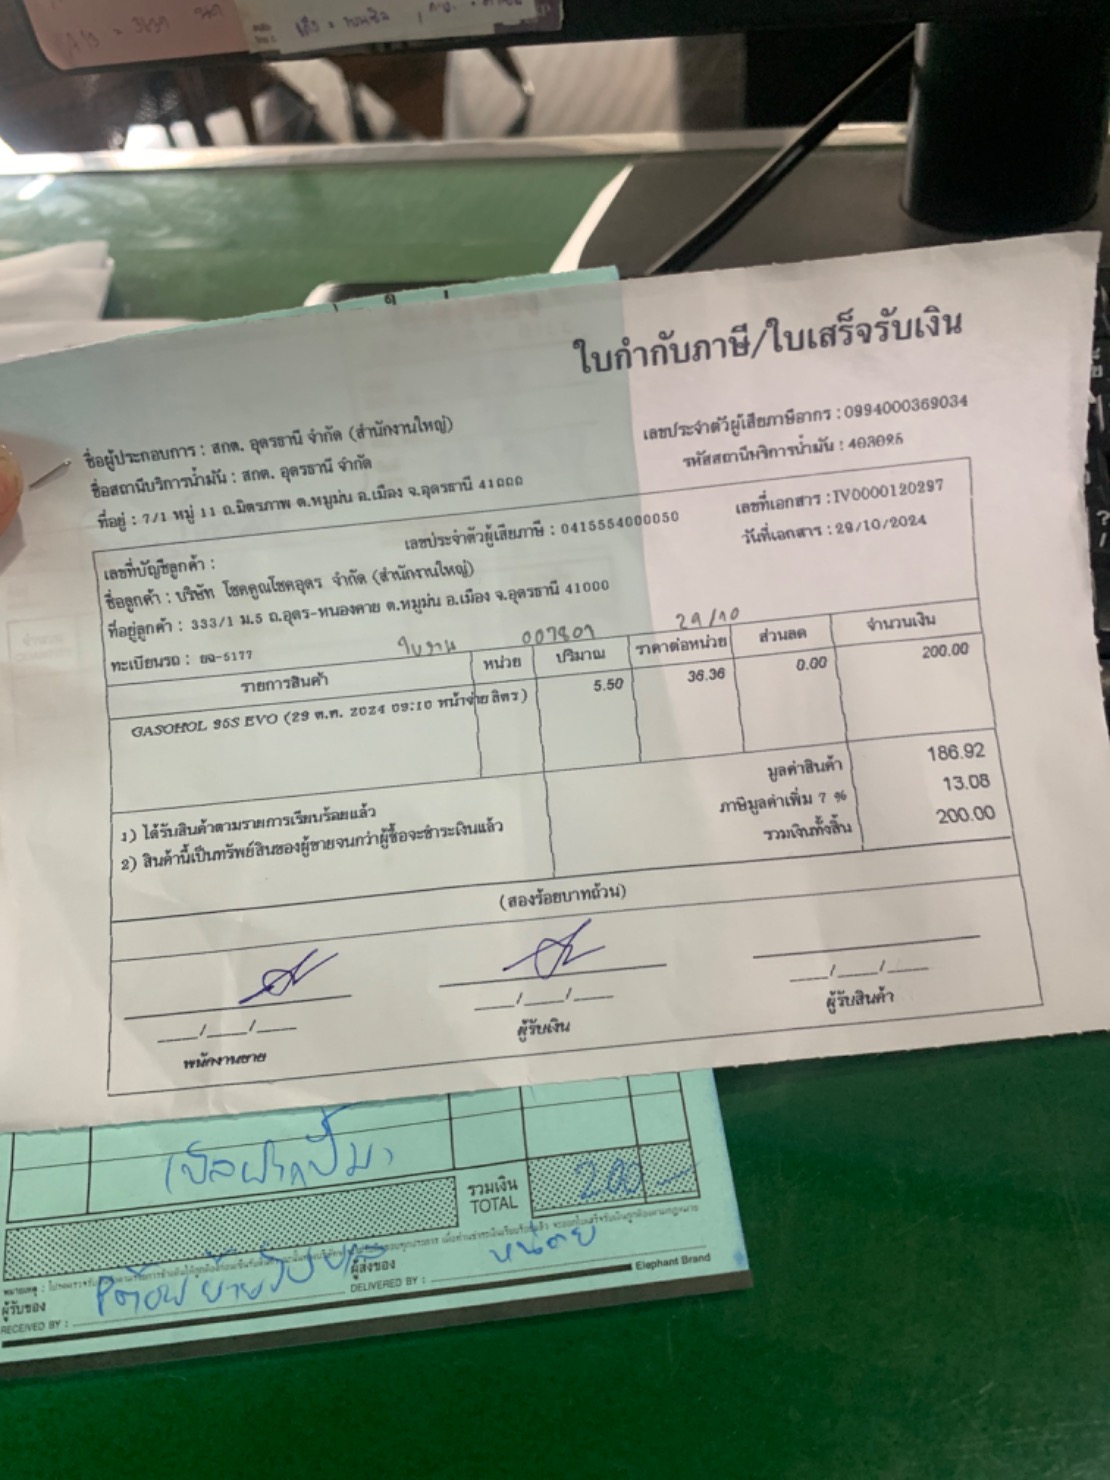 ใบกำกับภาษี/ใบเสร็จรับเงิน
เลขประจำตัวผู้เสียภาษีอากร : 0994000369034
ชื่อผู้ประกอบการ : สกต. อุดรธานี จำกัด (สำนักงานใหญ่)
รหัสสถานีบริการน้ำมัน :
ชื่อสถานีบริการน้ำมัน : สกต. อุดรธานี จำกัด
ที่อยู่ : 7/1 หมู่ 11 ถ.มิตรภาพ ต.หมูม่น อ.เมือง จ.อุดรธานี 41000
เลขที่บัญชีลูกค้า : เลขประจำตัวผู้เสียภาษี : 0415554000050 เลขที่เอกสาร : IV0000120297
ชื่อลูกค้า : บริษัท โชคคูณโชคอุดร จำกัด (สำนักงานใหญ่) วันที่เอกสาร : 29/10/2024
ที่อยู่ลูกค้า : 333/1 ม.5 ถ.อุดร-หนองคาย ต.หมูม่น อ.เมือง จ.อุดรธานี 41000
ทะเบียนรถ : ยฉ-5177 ใบงาน 007801 29/10
รายการสินค้า หน่วย ปริมาณ ราคาต่อหน่วย ส่วนลด จำนวนเงิน
GASOHOL 95S EVO (29 ต.ค. 2024 09:10 หน้าจ่าย ลิตร) 5.50 36.36 0.00 200.00
มูลค่าสินค้า 186.92
1) ได้รับสินค้าตามรายการเรียบร้อยแล้ว ภาษีมูลค่าเพิ่ม 7 % 13.08
2) สินค้านี้เป็นทรัพย์สินของผู้ขายจนกว่าผู้ซื้อจะชำระเงินแล้ว รวมเงินทั้งสิ้น 200.00
(สองร้อยบาทถ้วน)
พนักงานขาย ผู้รับเงิน ผู้รับสินค้า
(บิลฝากปั๊ม)
รวมเงิน
TOTAL 200
ผู้รับของ ผู้ส่งของ หน่อย
RECEIVED BY : DELIVERED BY : Elephant Brand